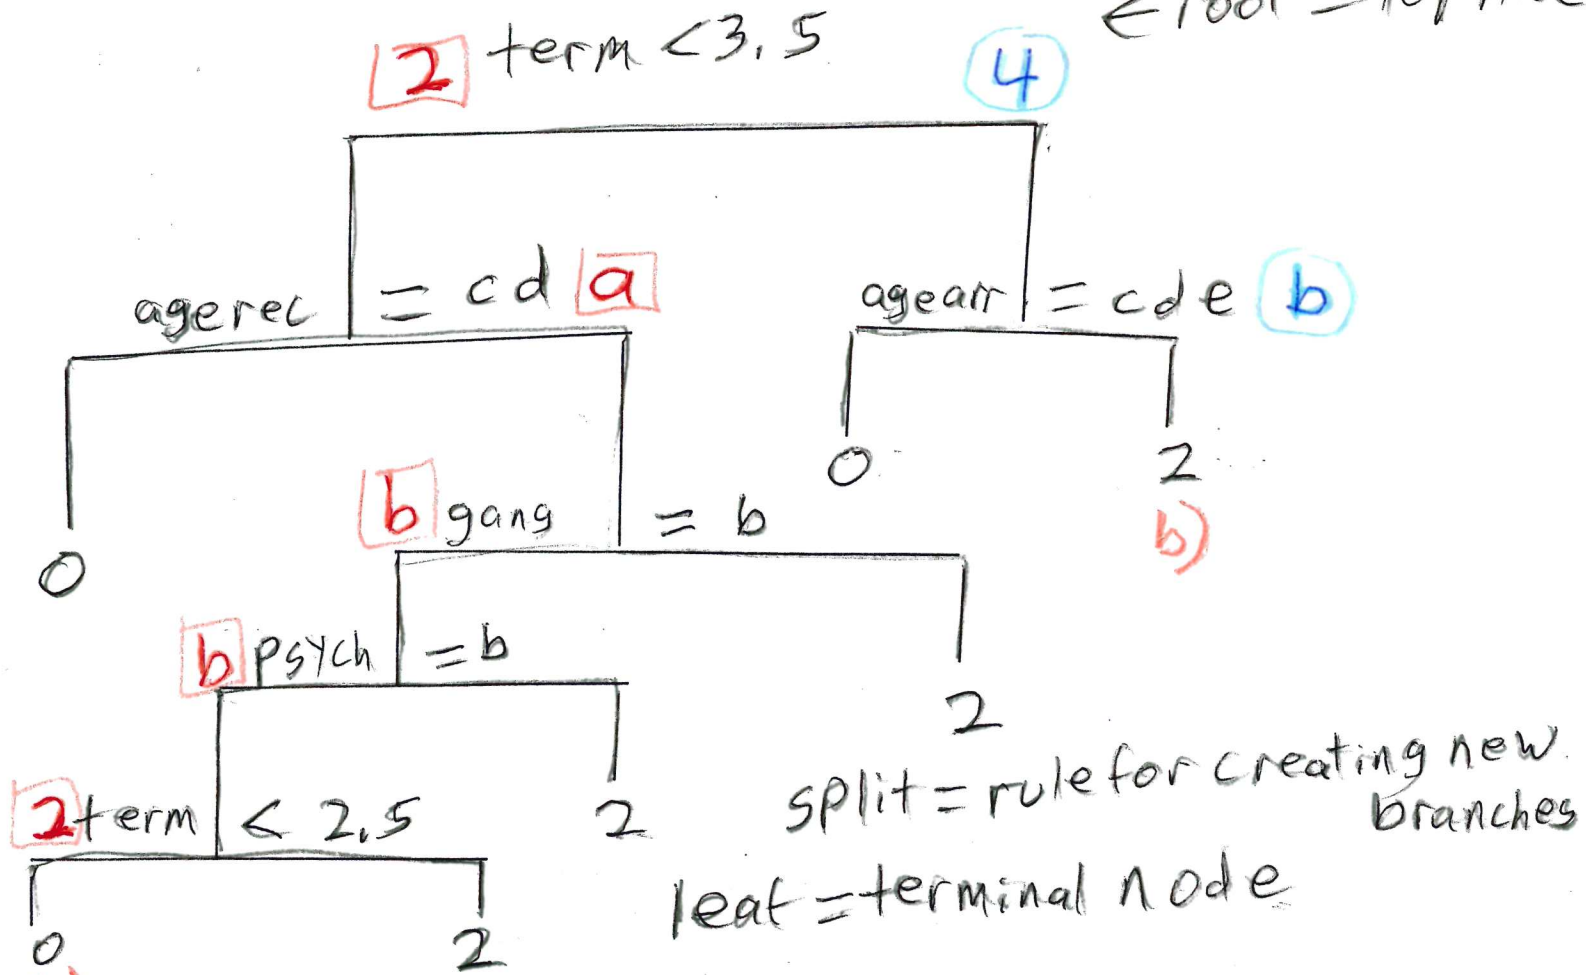 2 term <3.5 4
agerec = cd a
agearr = cde b
0 2
b gang = b
b)
0
b psych = b
2
split = rule for creating new
branches
2 term < 2.5 2
leaf = terminal node
0 2